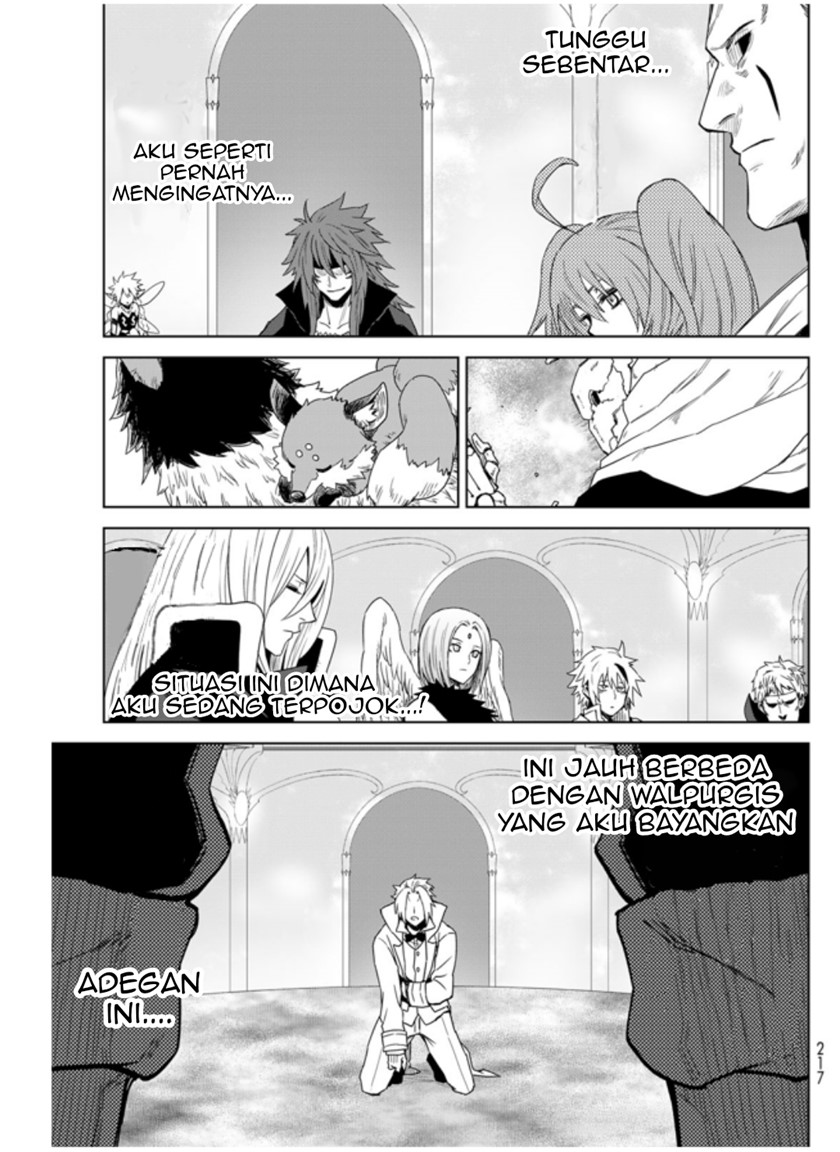 TUNGGU
SEBENTAR...
AKU SEPERTI
PERNAH
MENGINGATNYA...
SITUASI INI DIMANA
AKU SEDANG TERPOJOK...!
INI JAUH BERBEDA
DENGAN WALPURGIS
YANG AKU BAYANGKAN
ADEGAN
INI....
217